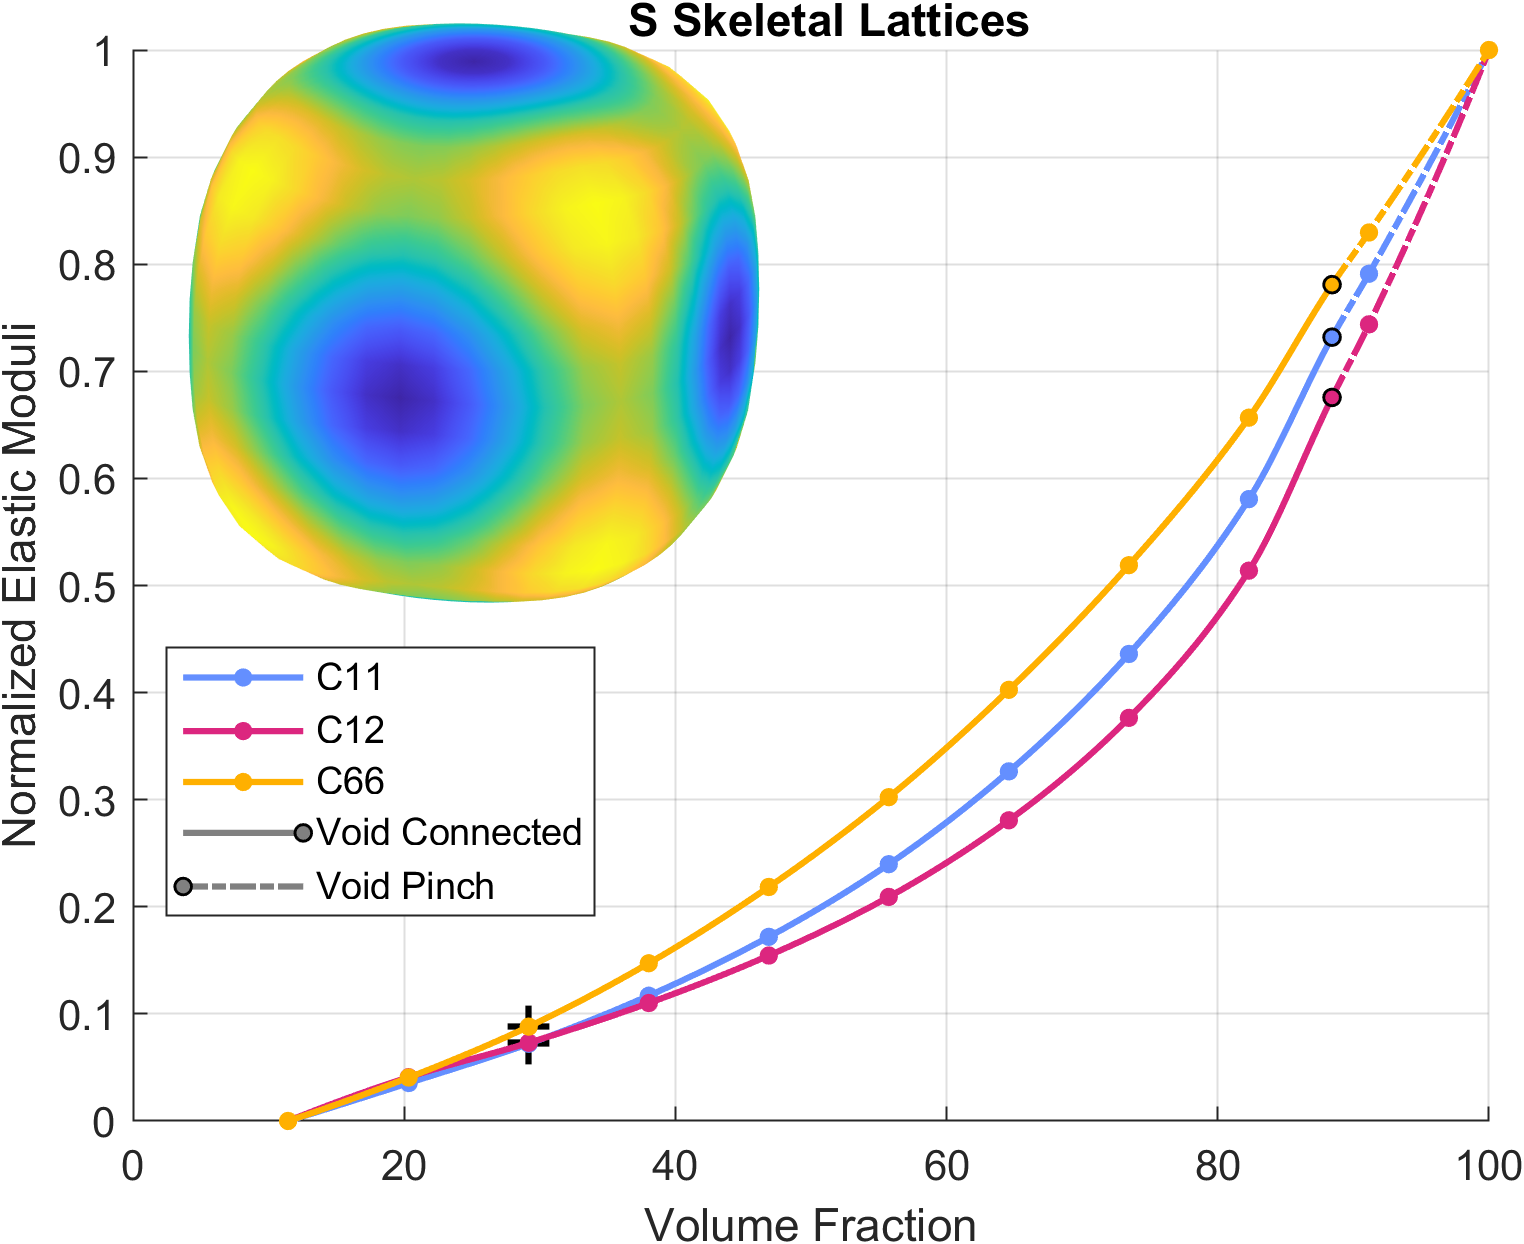 S Skeletal Lattices
Normalized Elastic Moduli
1
0.9
0.8
0.7
0.6
0.5
0.4
0.3
0.2
0.1
0
C11
C12
C66
Void Connected
Void Pinch
0 20 40 60 80 100
Volume Fraction